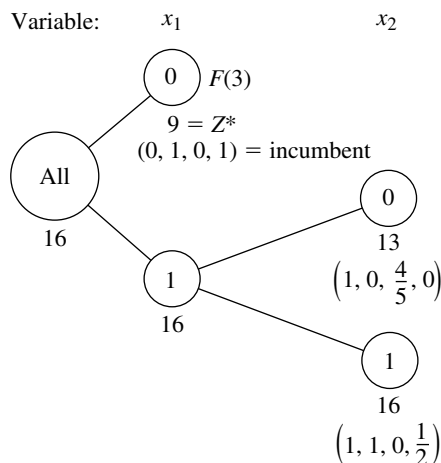 Variable: x₁ x₂
0 F(3)
9 = Z*
(0, 1, 0, 1) = incumbent
All
16
0
13
(1, 0, 4/5, 0)
1
16
1
16
(1, 1, 0, 1/2)